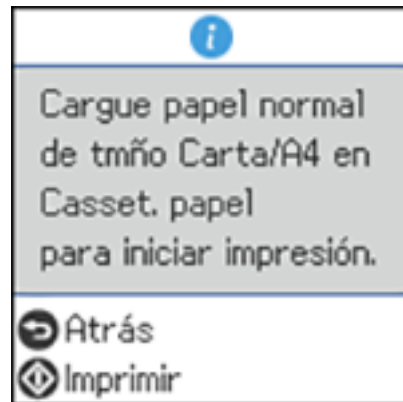 Cargue papel normal
de tmño Carta/A4 en
Casset. papel
para iniciar impresión.
Atrás
Imprimir